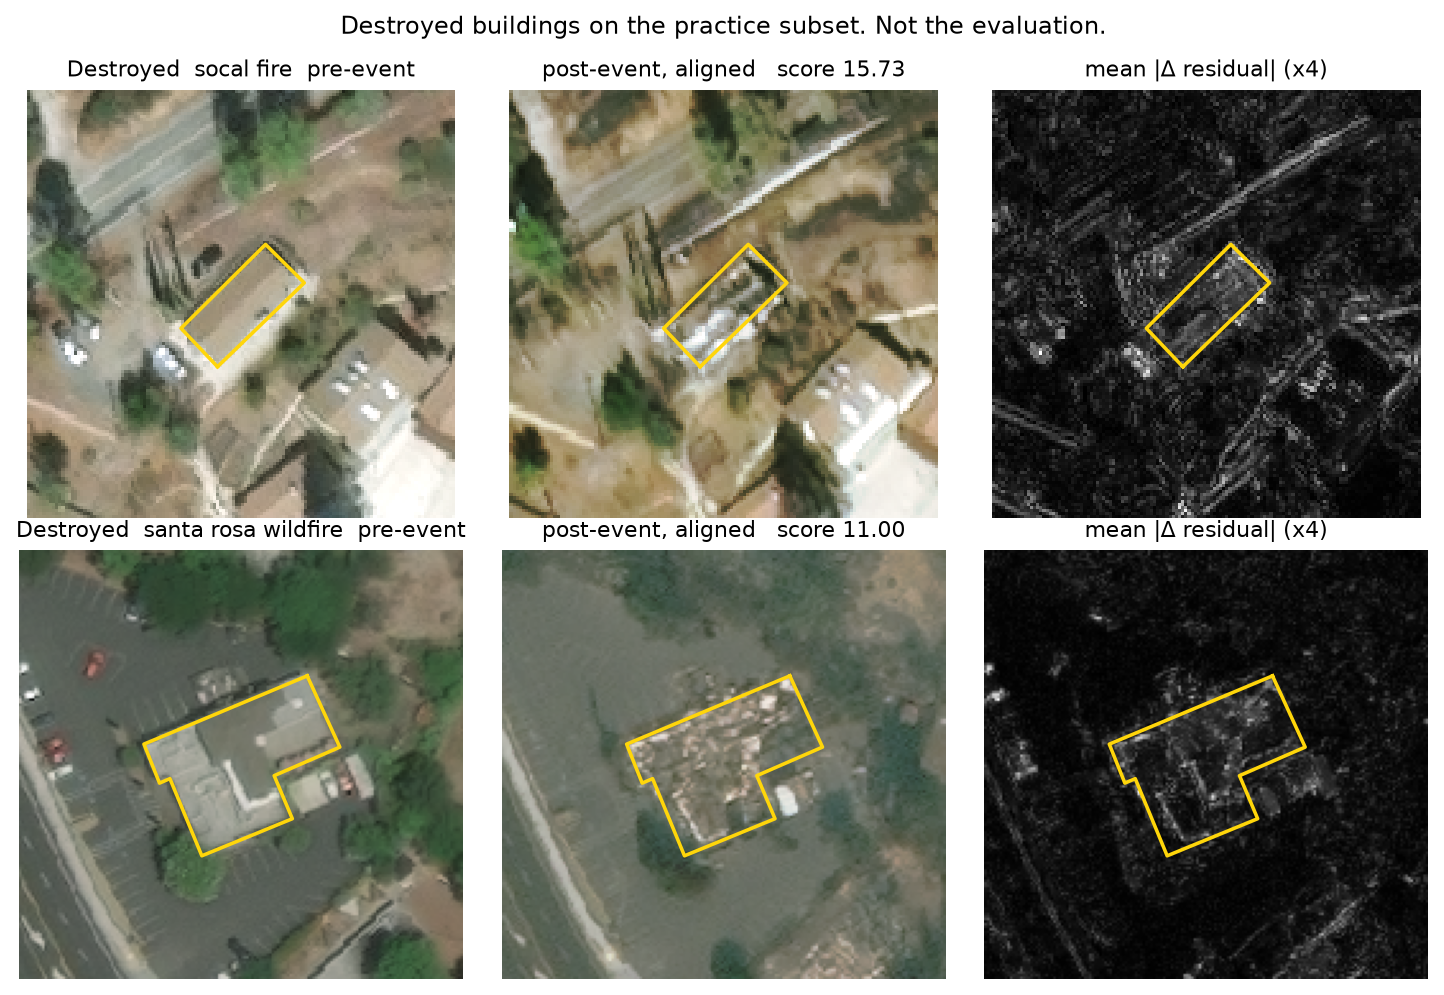 Destroyed buildings on the practice subset. Not the evaluation.
Destroyed  socal fire  pre-event
post-event, aligned   score 15.73
mean |Δ residual| (x4)
Destroyed  santa rosa wildfire  pre-event
post-event, aligned   score 11.00
mean |Δ residual| (x4)